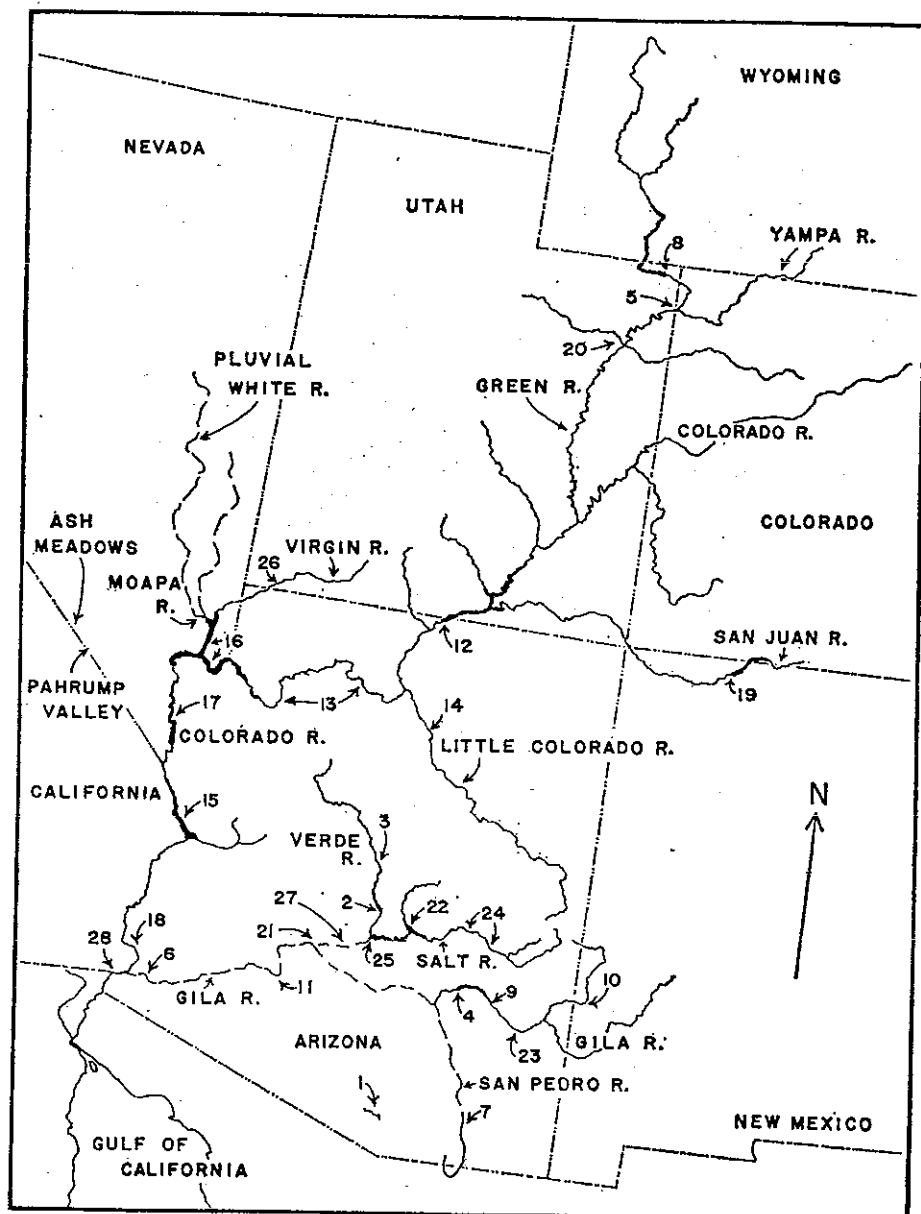 WYOMING
NEVADA
UTAH
YAMPA R.
8
5
20
PLUVIAL
WHITE R.
GREEN R.
COLORADO R.
COLORADO
ASH
MEADOWS
VIRGIN R.
26
MOAPA
R.
16
12
SAN JUAN R.
19
PAHRUMP
VALLEY
13
17
14
COLORADO R.
LITTLE COLORADO R.
CALIFORNIA
15
N
VERDE
R.
3
2
27
22
24
21
18
28
6
25
SALT R.
GILA R.
11
9
10
4
ARIZONA
23
GILA R.
1
SAN PEDRO R.
7
NEW MEXICO
GULF OF
CALIFORNIA